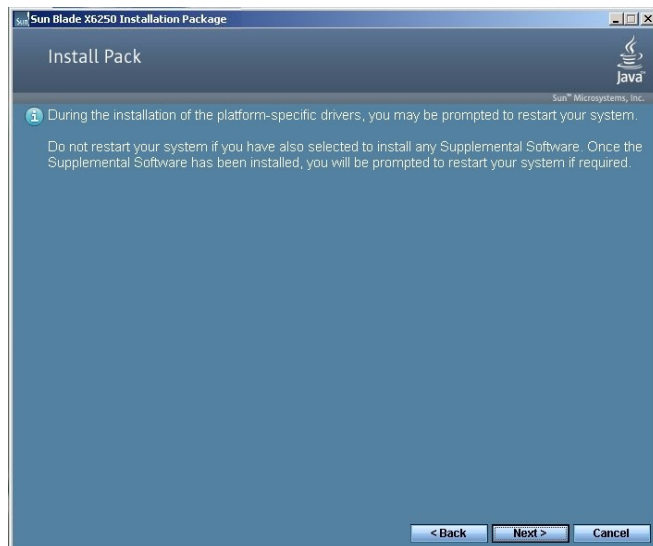 Sun Sun Blade X6250 Installation Package
Install Pack
Java
Sun™ Microsystems, Inc.
During the installation of the platform-specific drivers, you may be prompted to restart your system.
Do not restart your system if you have also selected to install any Supplemental Software. Once the
Supplemental Software has been installed, you will be prompted to restart your system if required.
< Back Next > Cancel